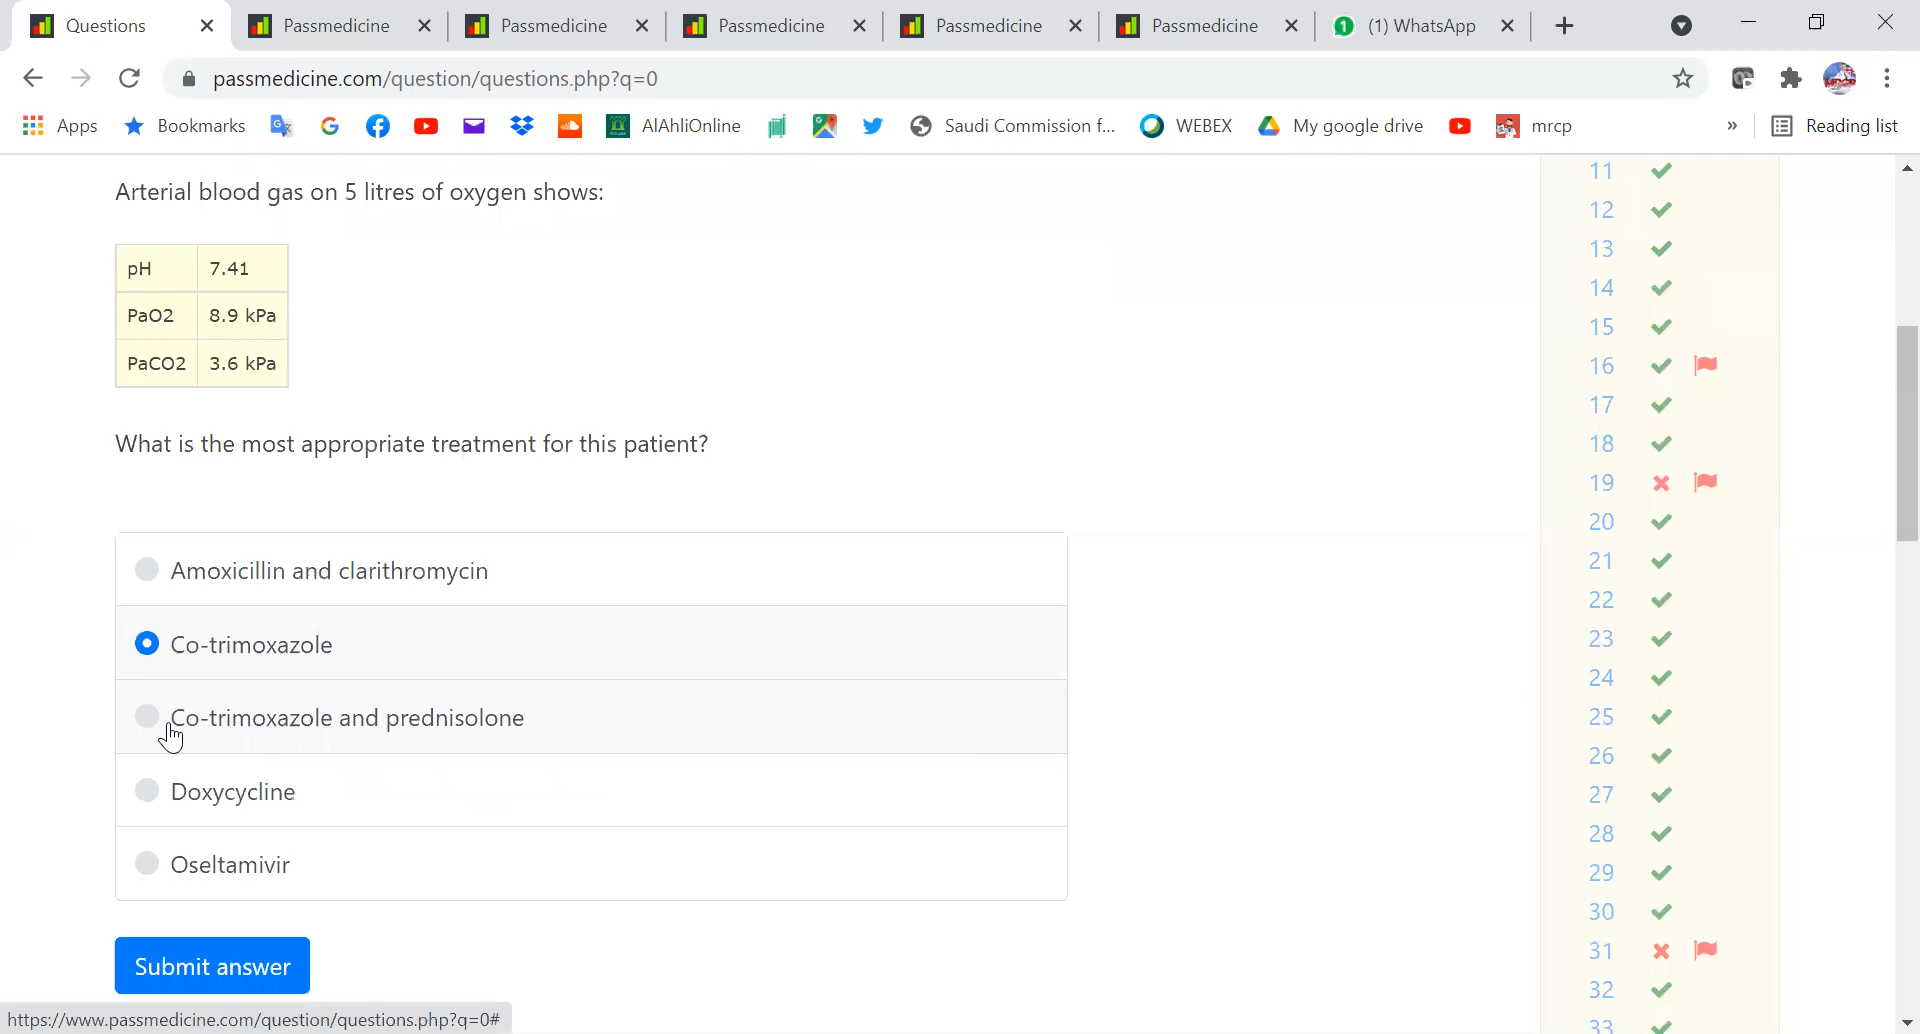 Questions
Passmedicine
Passmedicine
Passmedicine
Passmedicine
Passmedicine
1 (1) WhatsApp
passmedicine.com/question/questions.php?q=0
Apps
Bookmarks
AlAhliOnline
Saudi Commission f...
WEBEX
My google drive
mrcp
»
Reading list
Arterial blood gas on 5 litres of oxygen shows:
pH 7.41
PaO2 8.9 kPa
PaCO2 3.6 kPa
What is the most appropriate treatment for this patient?
Amoxicillin and clarithromycin
Co-trimoxazole
Co-trimoxazole and prednisolone
Doxycycline
Oseltamivir
Submit answer
https://www.passmedicine.com/question/questions.php?q=0#
11
12
13
14
15
16
17
18
19
20
21
22
23
24
25
26
27
28
29
30
31
32
33